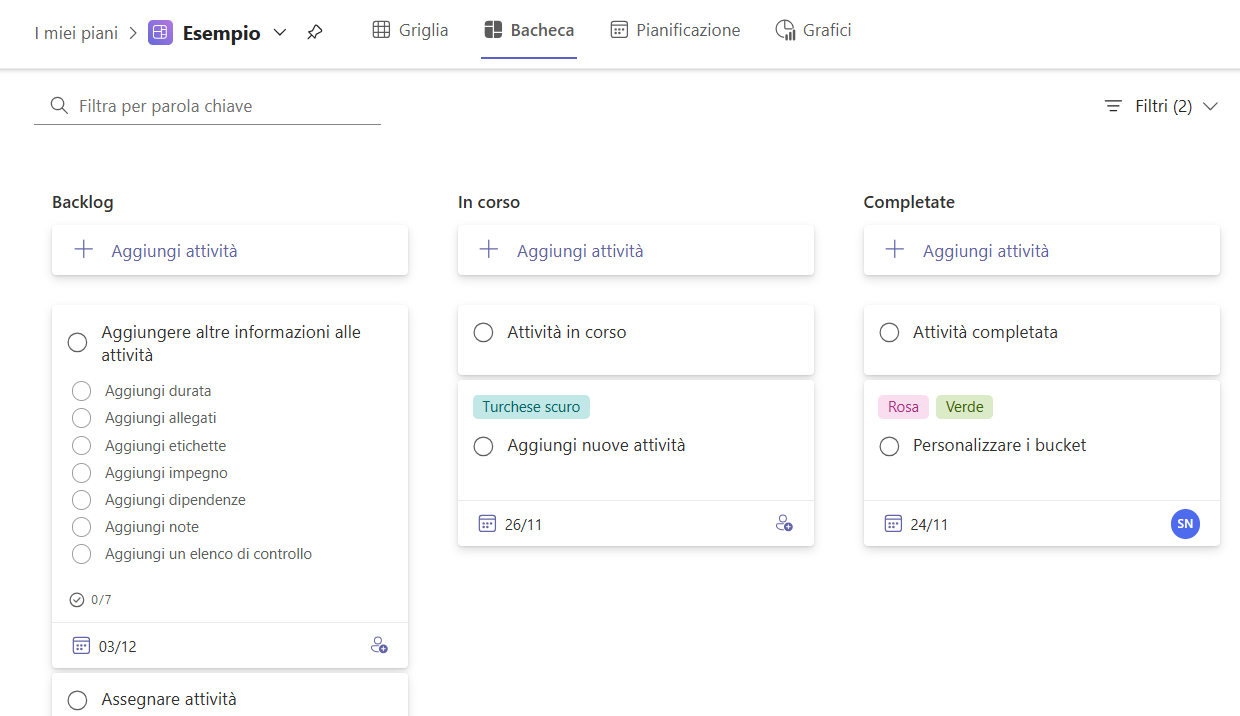 I miei piani
Esempio
Griglia
Bacheca
Pianificazione
Grafici
Filtra per parola chiave
Filtri (2)
Backlog
Aggiungi attività
Aggiungere altre informazioni alle
attività
Aggiungi durata
Aggiungi allegati
Aggiungi etichette
Aggiungi impegno
Aggiungi dipendenze
Aggiungi note
Aggiungi un elenco di controllo
0/7
03/12
Assegnare attività
In corso
Aggiungi attività
Attività in corso
Turchese scuro
Aggiungi nuove attività
26/11
Completate
Aggiungi attività
Attività completata
Rosa
Verde
Personalizzare i bucket
24/11
SN